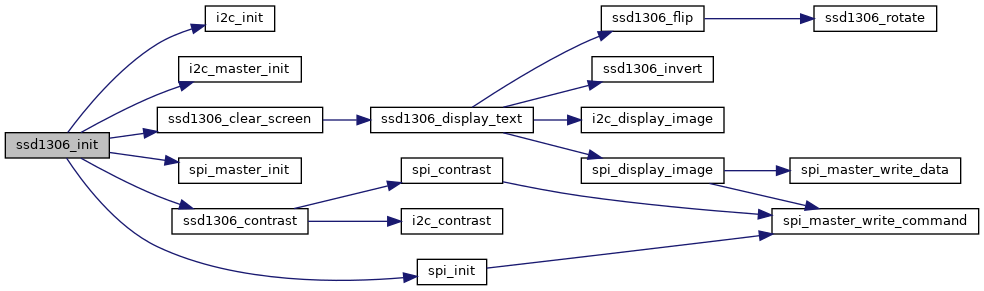 ssd1306_init
i2c_init
i2c_master_init
ssd1306_clear_screen
spi_master_init
ssd1306_contrast
spi_init
ssd1306_display_text
spi_contrast
i2c_contrast
ssd1306_flip
ssd1306_invert
i2c_display_image
spi_display_image
ssd1306_rotate
spi_master_write_data
spi_master_write_command